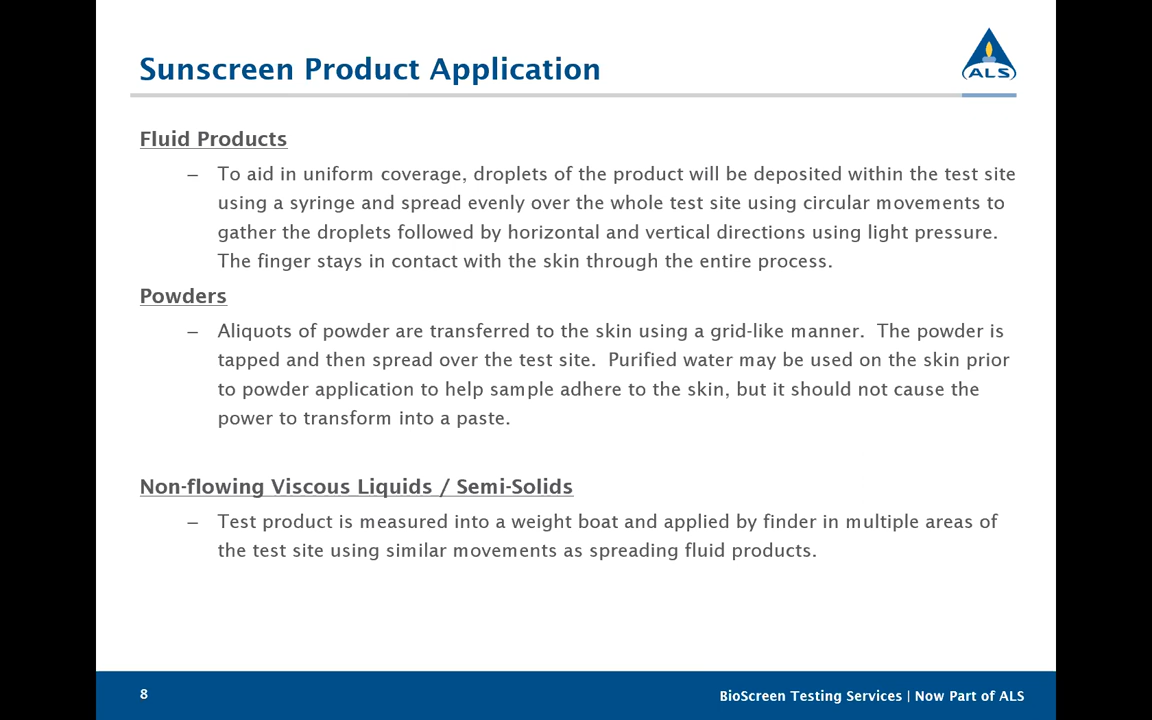 Sunscreen Product Application
ALS
Fluid Products
– To aid in uniform coverage, droplets of the product will be deposited within the test site
using a syringe and spread evenly over the whole test site using circular movements to
gather the droplets followed by horizontal and vertical directions using light pressure.
The finger stays in contact with the skin through the entire process.
Powders
– Aliquots of powder are transferred to the skin using a grid-like manner.  The powder is
tapped and then spread over the test site.  Purified water may be used on the skin prior
to powder application to help sample adhere to the skin, but it should not cause the
power to transform into a paste.
Non-flowing Viscous Liquids / Semi-Solids
– Test product is measured into a weight boat and applied by finder in multiple areas of
the test site using similar movements as spreading fluid products.
8
BioScreen Testing Services | Now Part of ALS